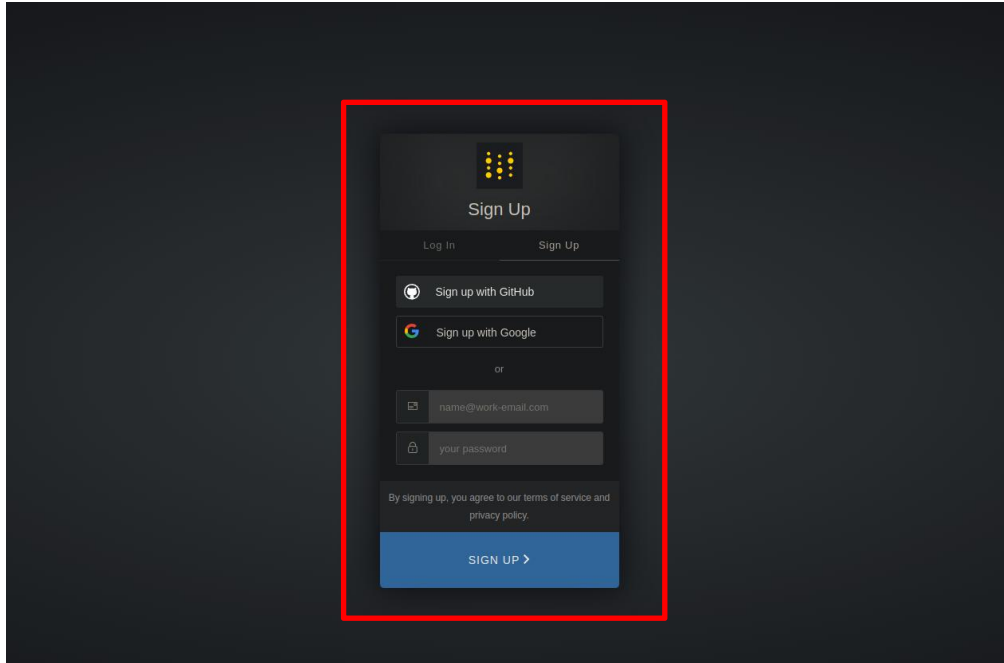 Sign Up
Log In
Sign Up
Sign up with GitHub
Sign up with Google
or
name@work-email.com
your password
By signing up, you agree to our terms of service and
privacy policy.
SIGN UP